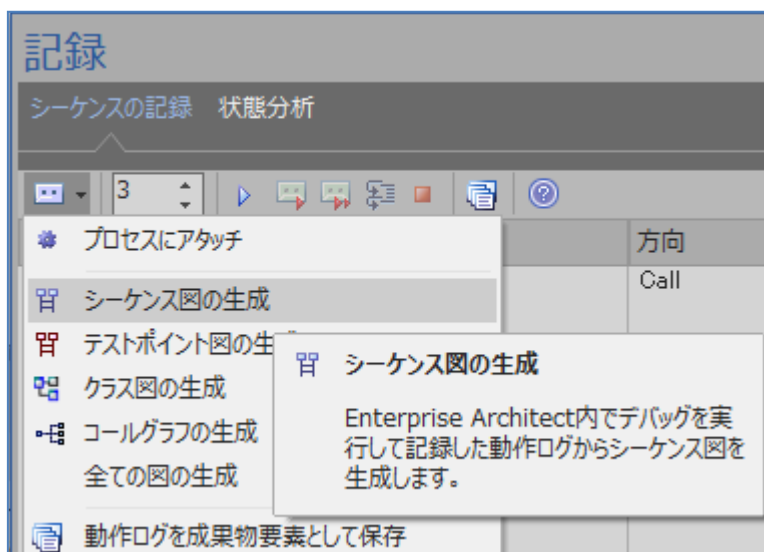 記録
シーケンスの記録 状態分析
3
プロセスにアタッチ
方向
Call
シーケンス図の生成
テストポイント図の生
クラス図の生成
コールグラフの生成
全ての図の生成
動作ログを成果物要素として保存
シーケンス図の生成
Enterprise Architect内でデバッグを実
行して記録した動作ログからシーケンス図を
生成します。